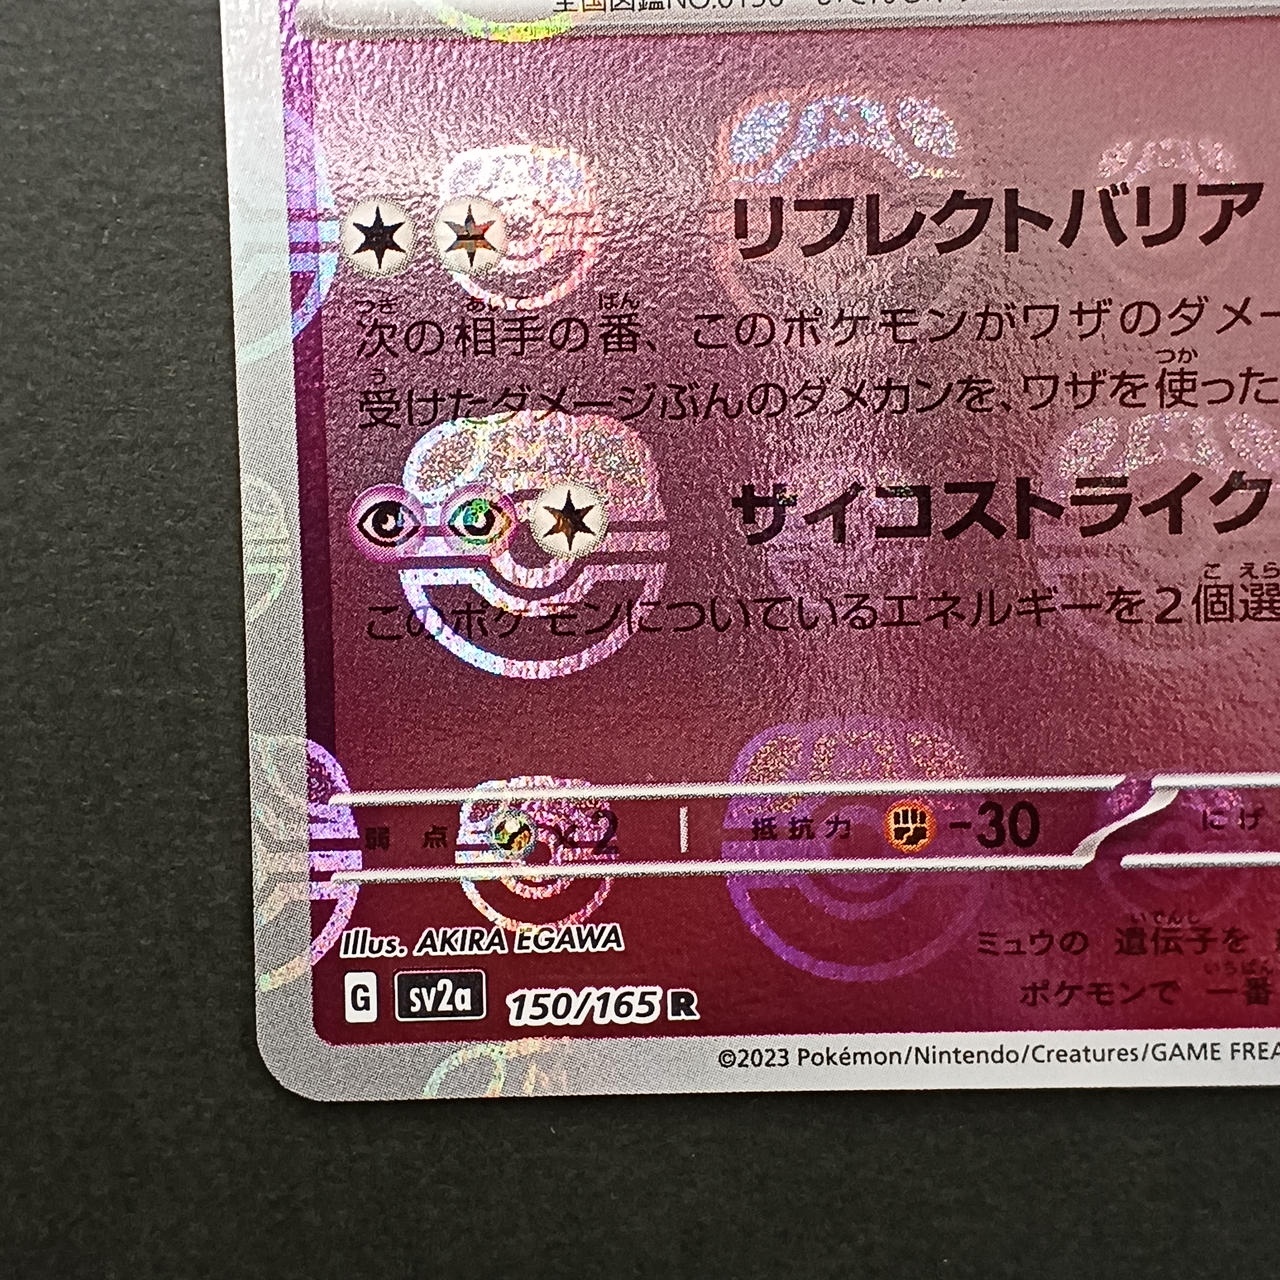 全国図鑑NO.0150
リフレクトバリア
つぎ あいて ばん
次の相手の番、このポケモンがワザのダメー
う つか
受けたダメージぶんのダメカンを、ワザを使った
サイコストライク
こ えら
このポケモンについているエネルギーを2個選
弱点 ×2 抵抗力 -30 にげ
Illus. AKIRA EGAWA
いでんし
ミュウの 遺伝子を
いちばん
ポケモンで 一番
G sv2a 150/165 R
©2023 Pokémon/Nintendo/Creatures/GAME FREA